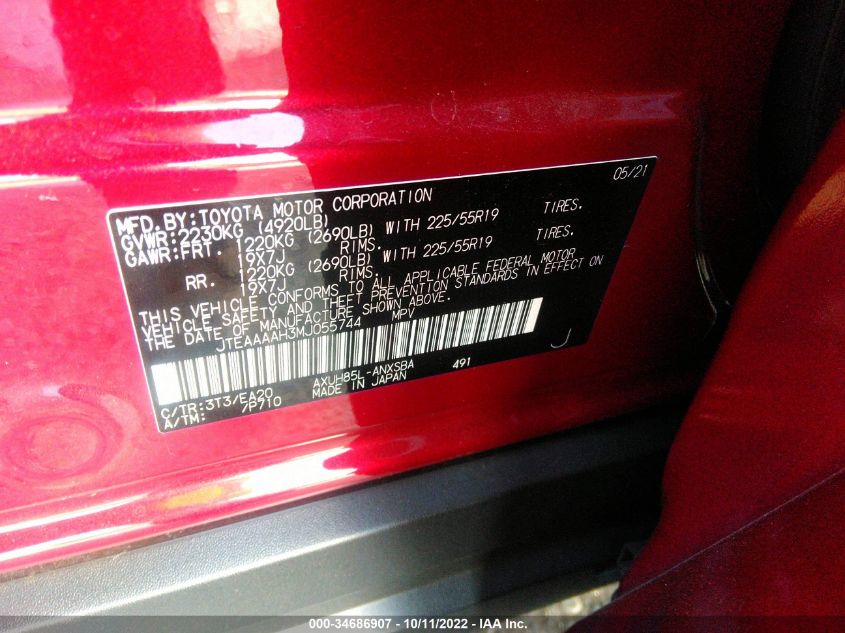 05/21
MFD. BY: TOYOTA MOTOR CORPORATION
GVWR: 2230KG (4920LB)
GAWR: FRT. 1220KG (2690LB) WITH 225/55R19 TIRES.
19X7J RIMS.
RR. 1220KG (2690LB) WITH 225/55R19 TIRES.
19X7J RIMS.
THIS VEHICLE CONFORMS TO ALL APPLICABLE FEDERAL MOTOR
VEHICLE SAFETY AND THEFT PREVENTION STANDARDS IN EFFECT ON
THE DATE OF MANUFACTURE SHOWN ABOVE.
JTEAAAAH3MJ055744 MPV
J
C/TR: 3T3/EA20 AXUH85L-ANXSBA 491
A/TM: 7P710 MADE IN JAPAN
000-34686907 - 10/11/2022 - IAA Inc.